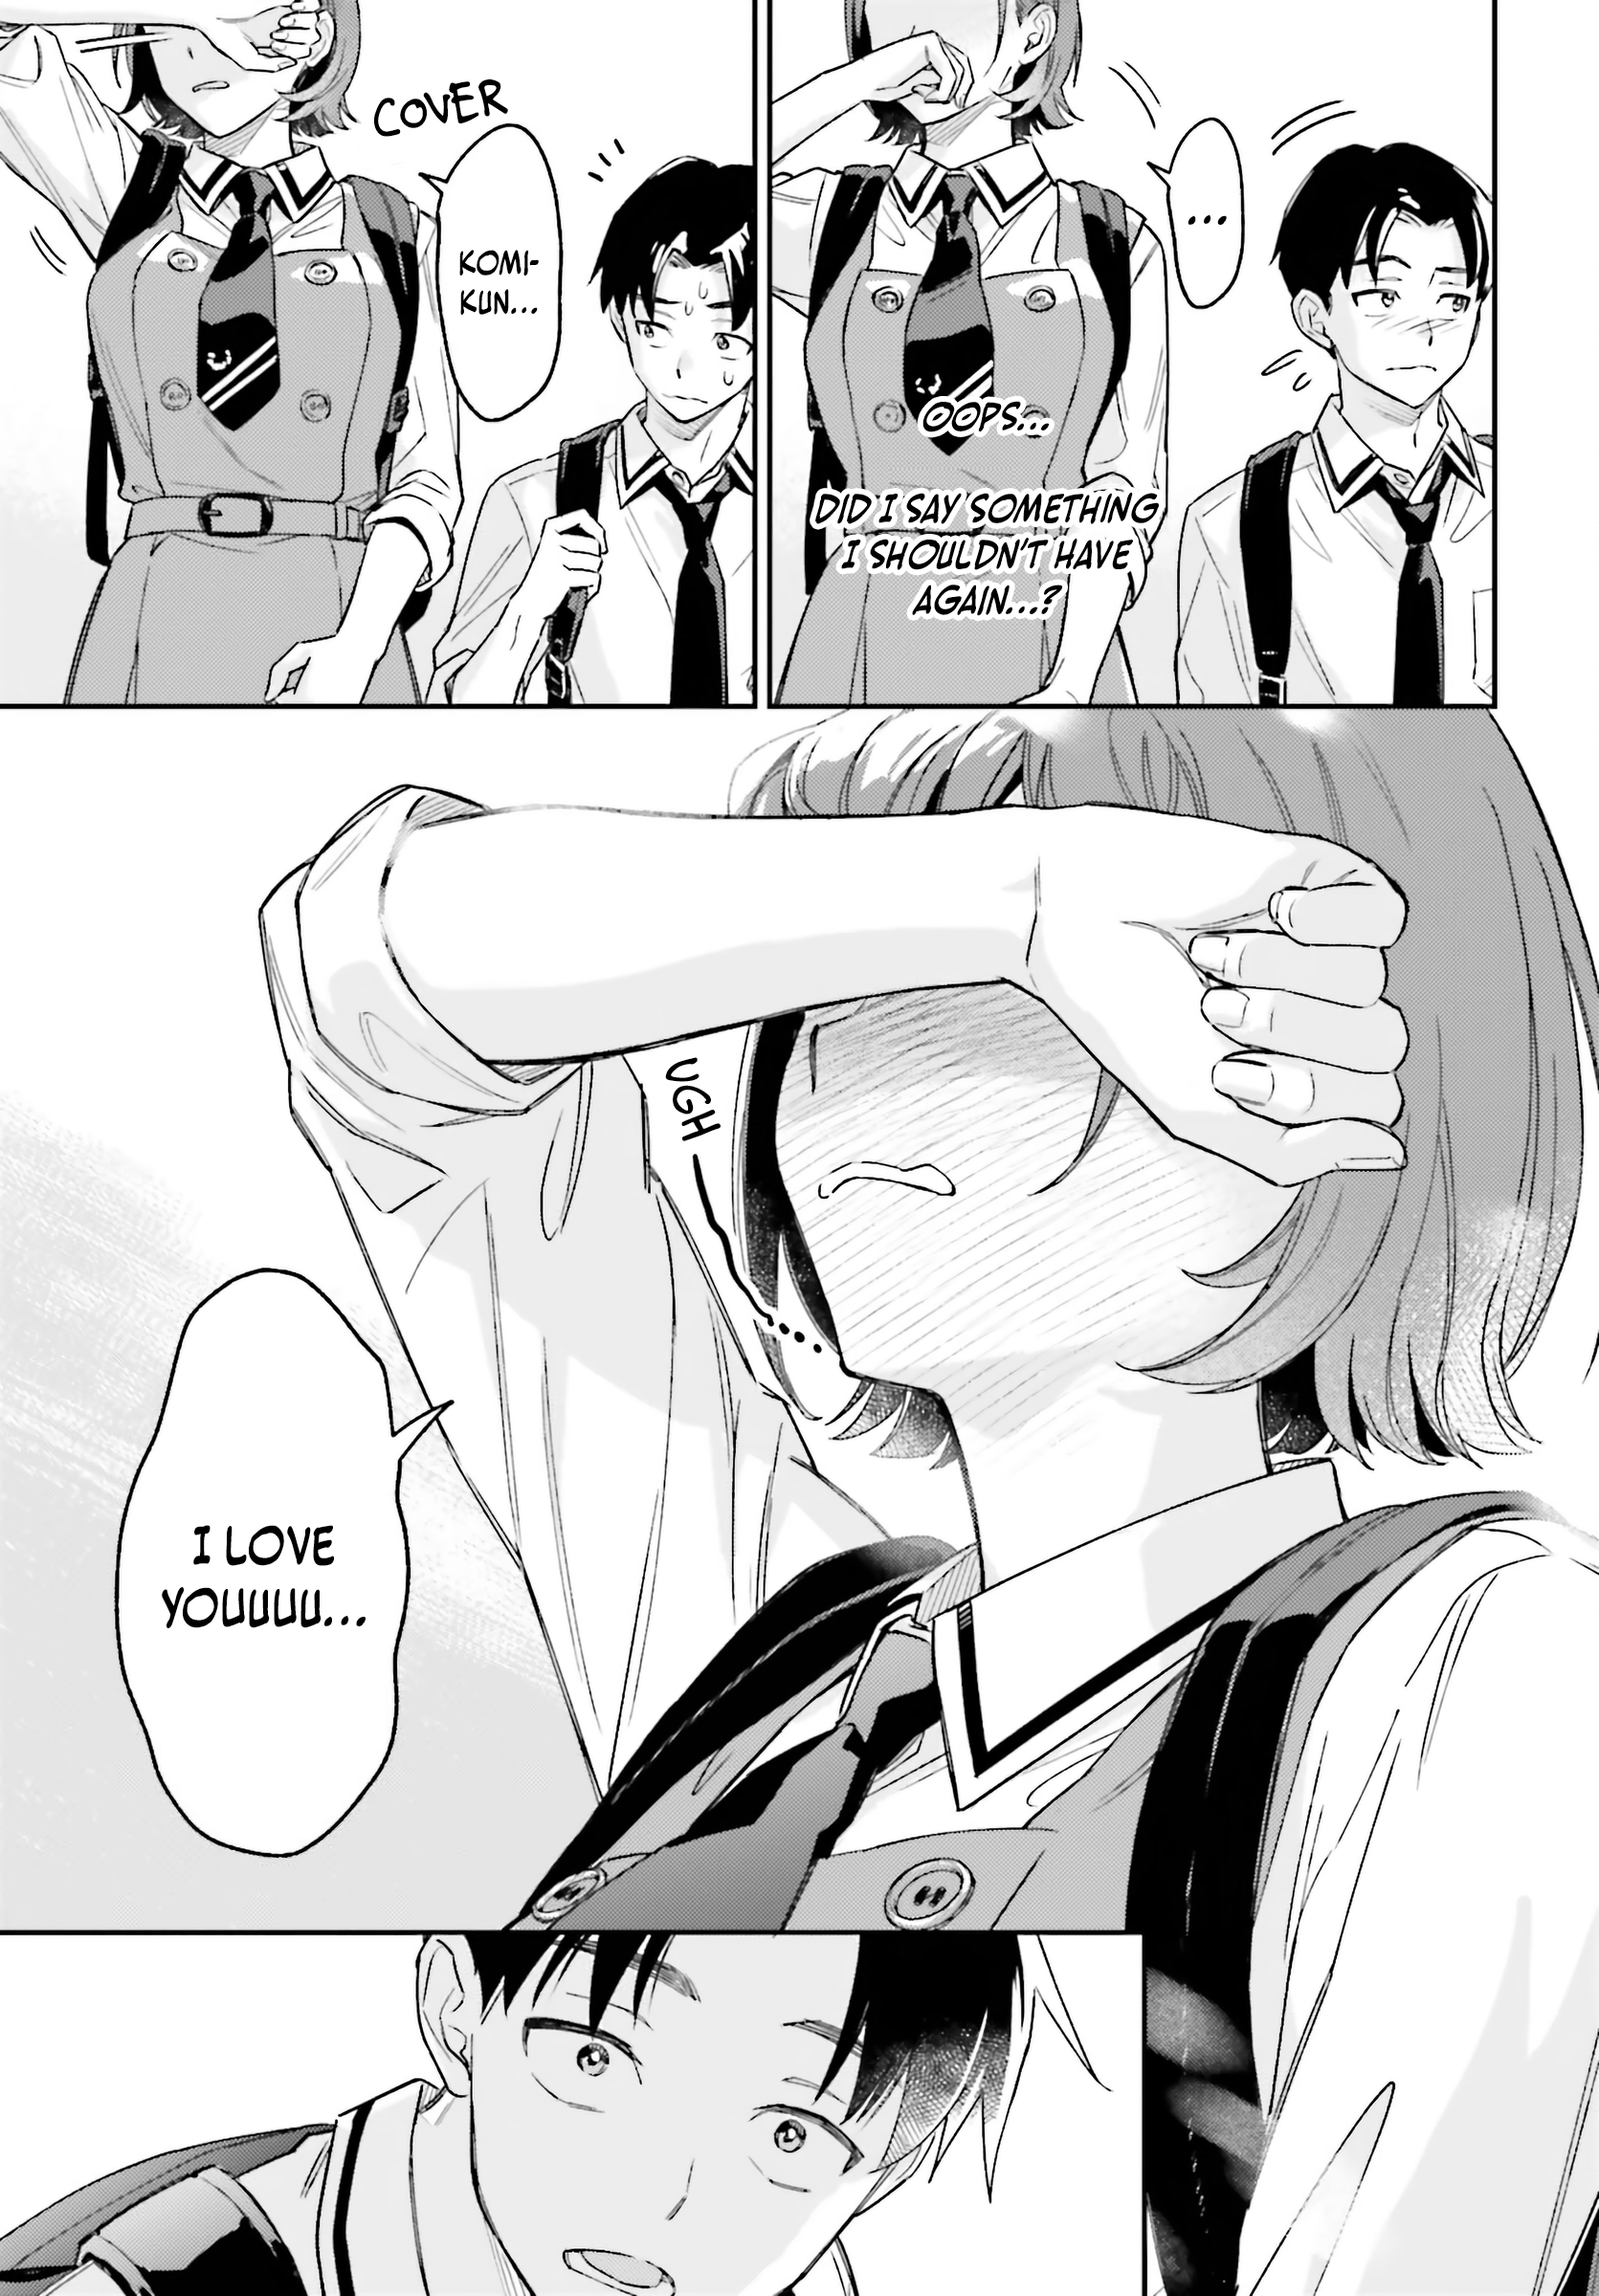 ...
OOPS...
DID I SAY SOMETHING
I SHOULDN'T HAVE
AGAIN...?
COVER
KOMI-
KUN...
UGH
I LOVE
YOUUUU...